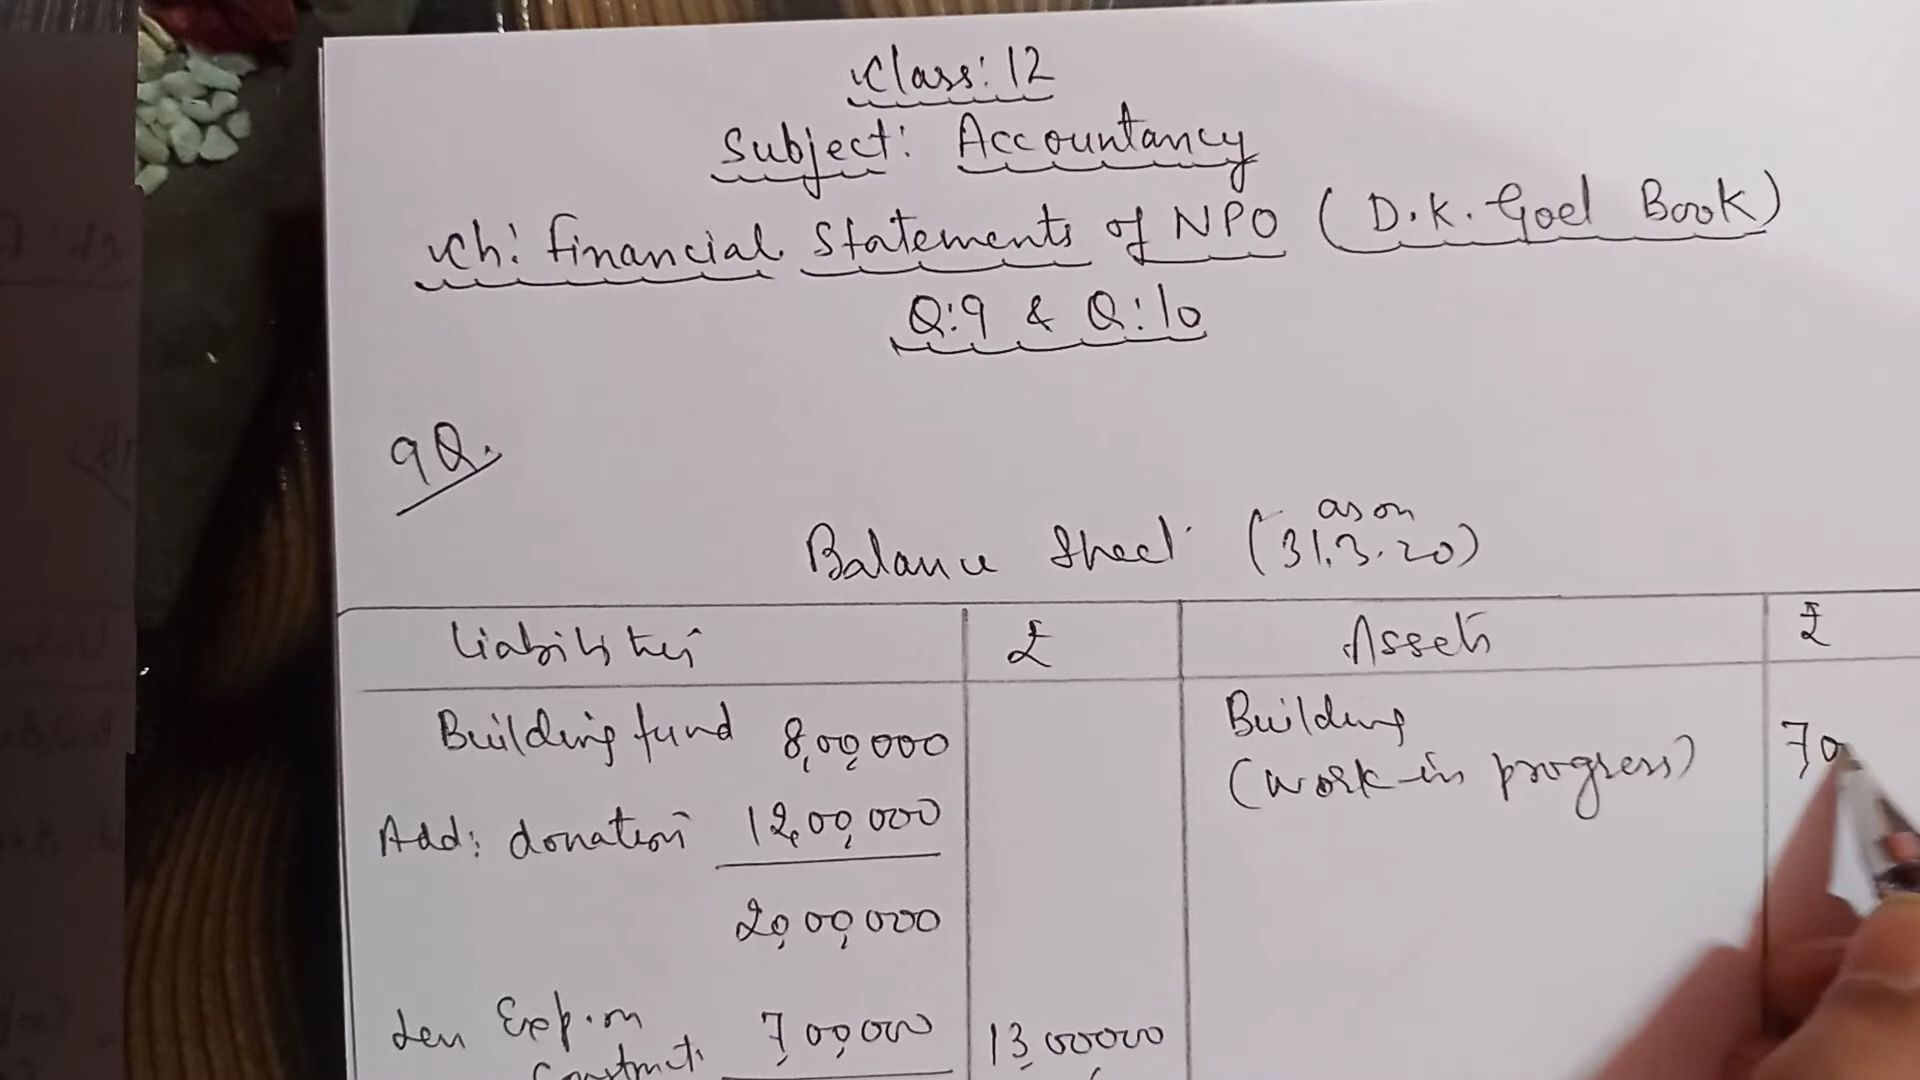 Class: 12
Subject: Accountancy
Ch: Financial Statements of NPO (D.K. Goel Book)
Q:9 & Q:10
9Q.
Balance Sheet (as on 31.3.20)
Liabilities ₹ Assets ₹
Building fund 8,00,000 Building 70
(work-in progress)
Add: donation 12,00,000
20,00,000
Less Exp. on 7,00,000 13,00000
Construct.